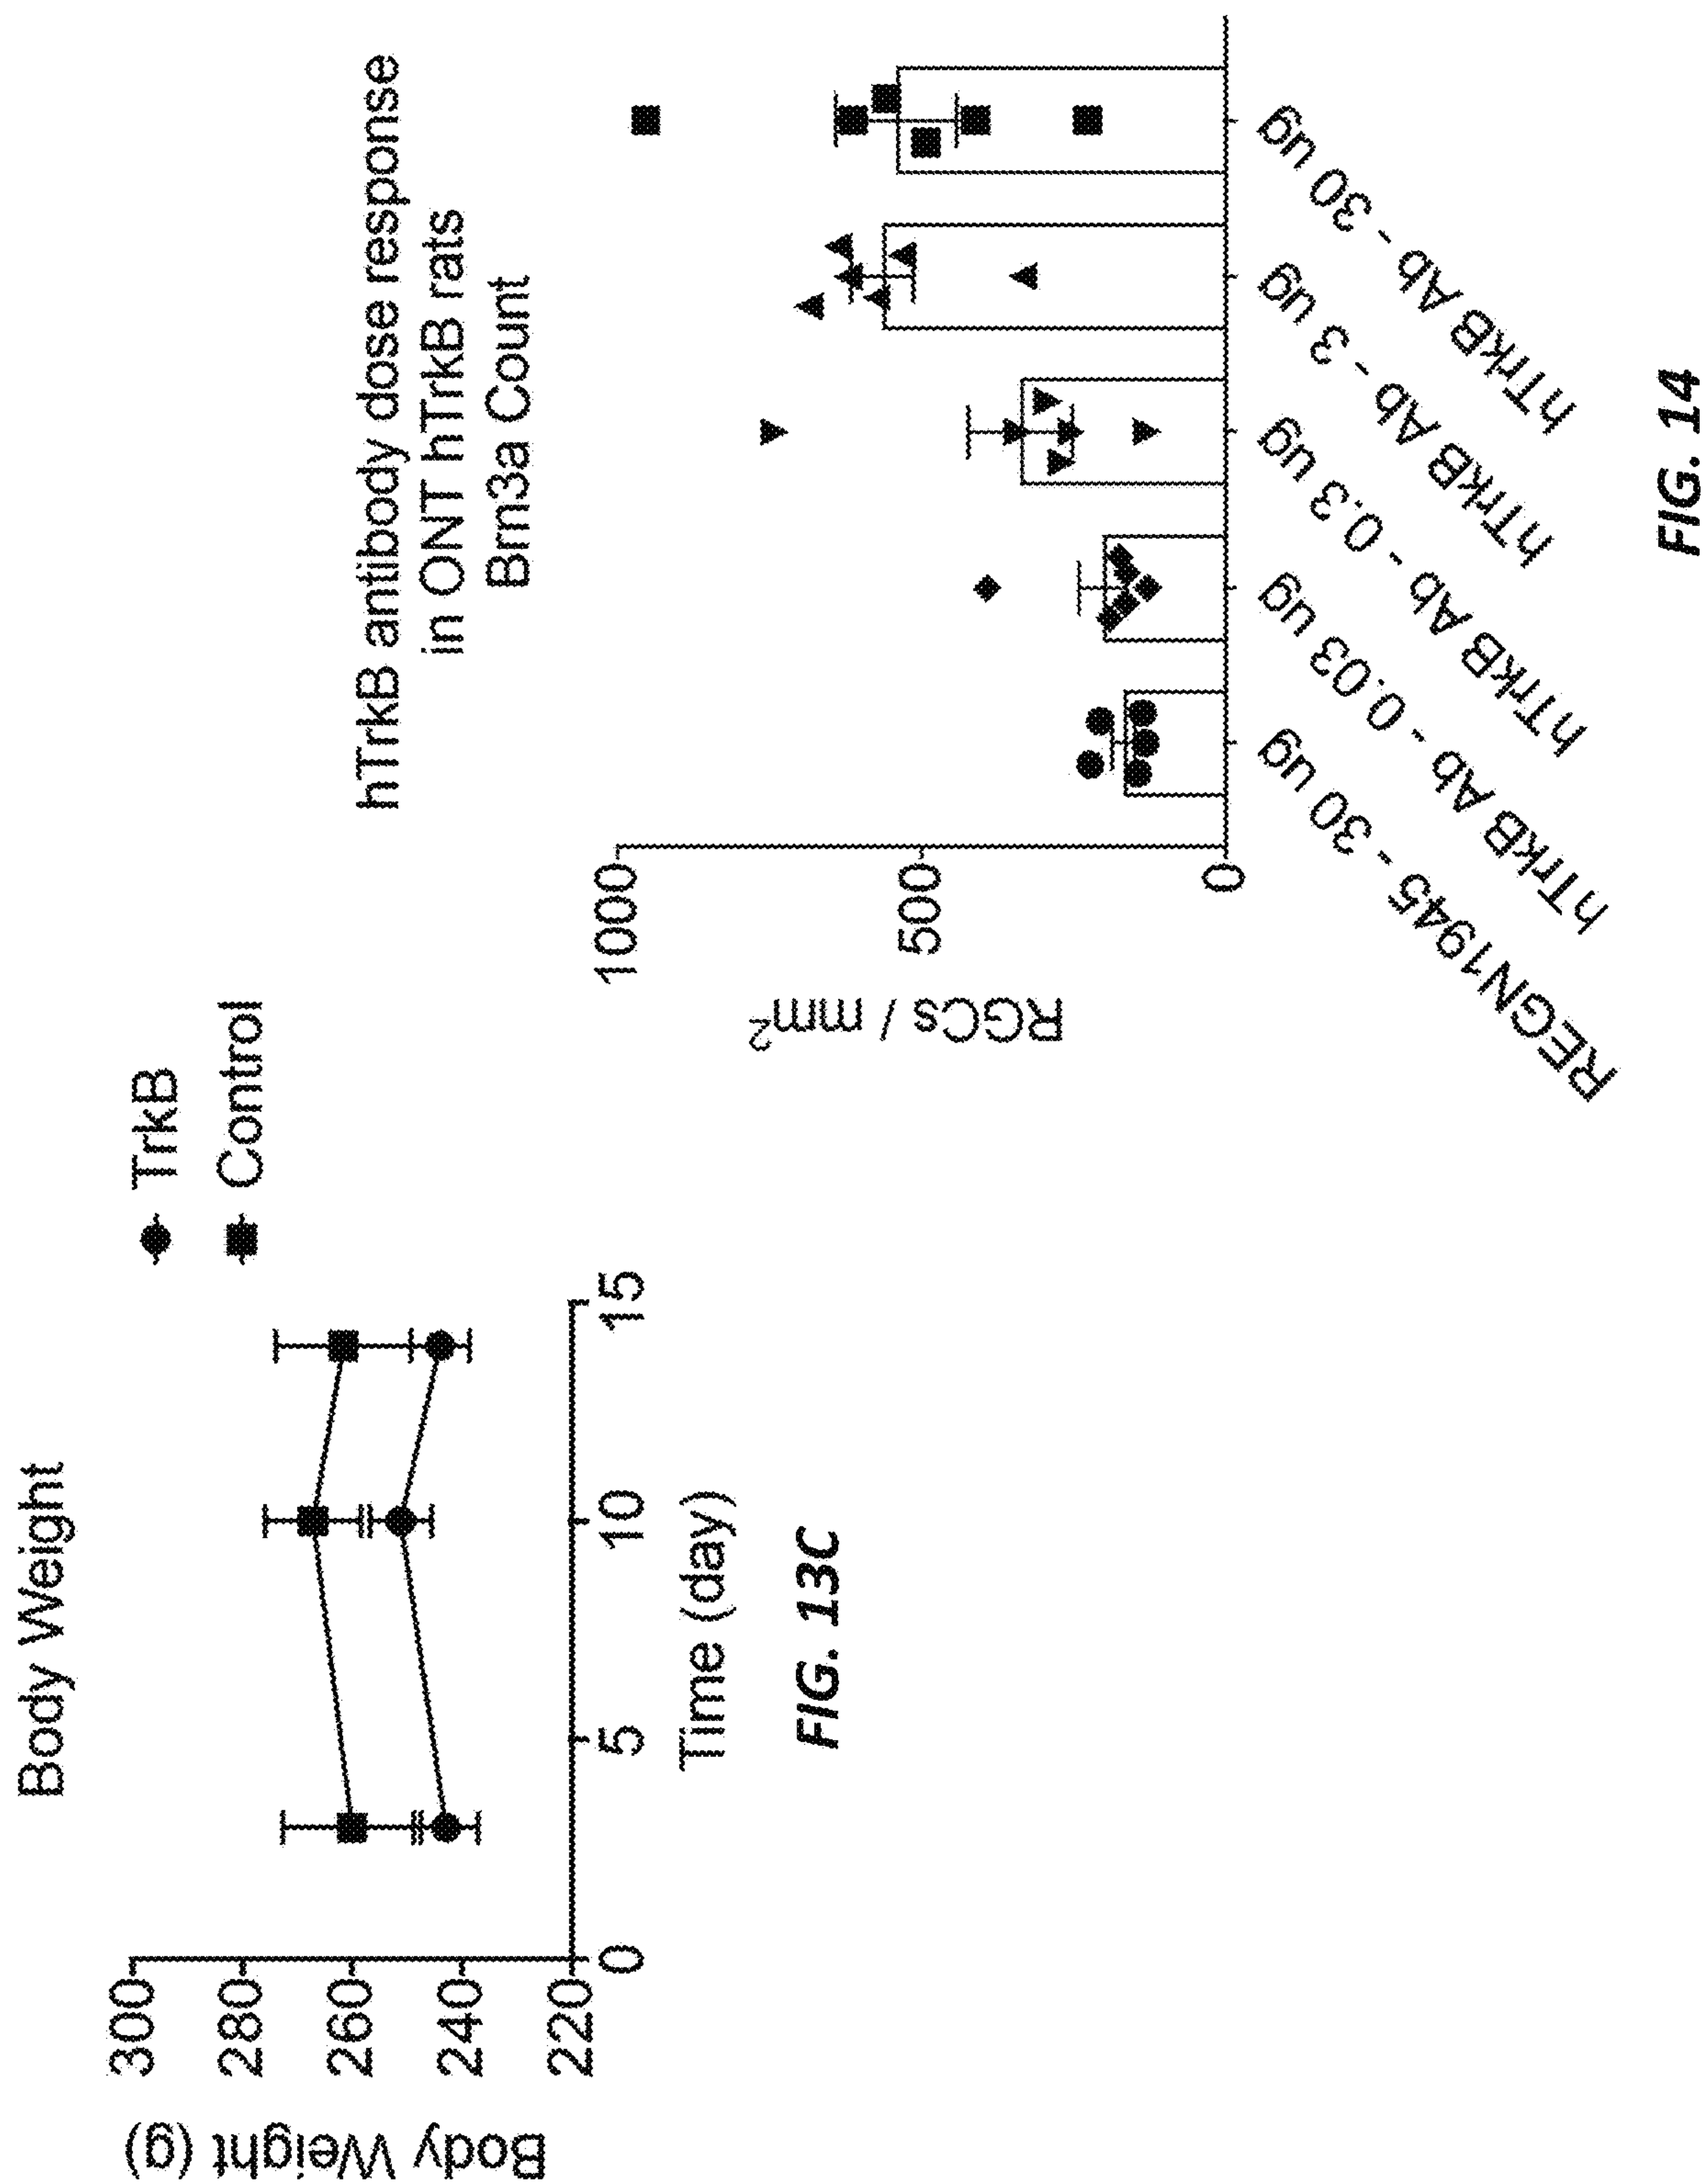 Body Weight
TrkB
Control
Body Weight (g)
300
280
260
240
220
0
5
10
15
Time (day)
FIG. 13C
hTrkB antibody dose response
in ONT hTrkB rats
Brn3a Count
RGCs / mm²
1000
500
0
REGN1945 - 30 ug
hTrkB Ab - 0.03 ug
hTrkB Ab - 0.3 ug
hTrkB Ab - 3 ug
hTrkB Ab - 30 ug
FIG. 14